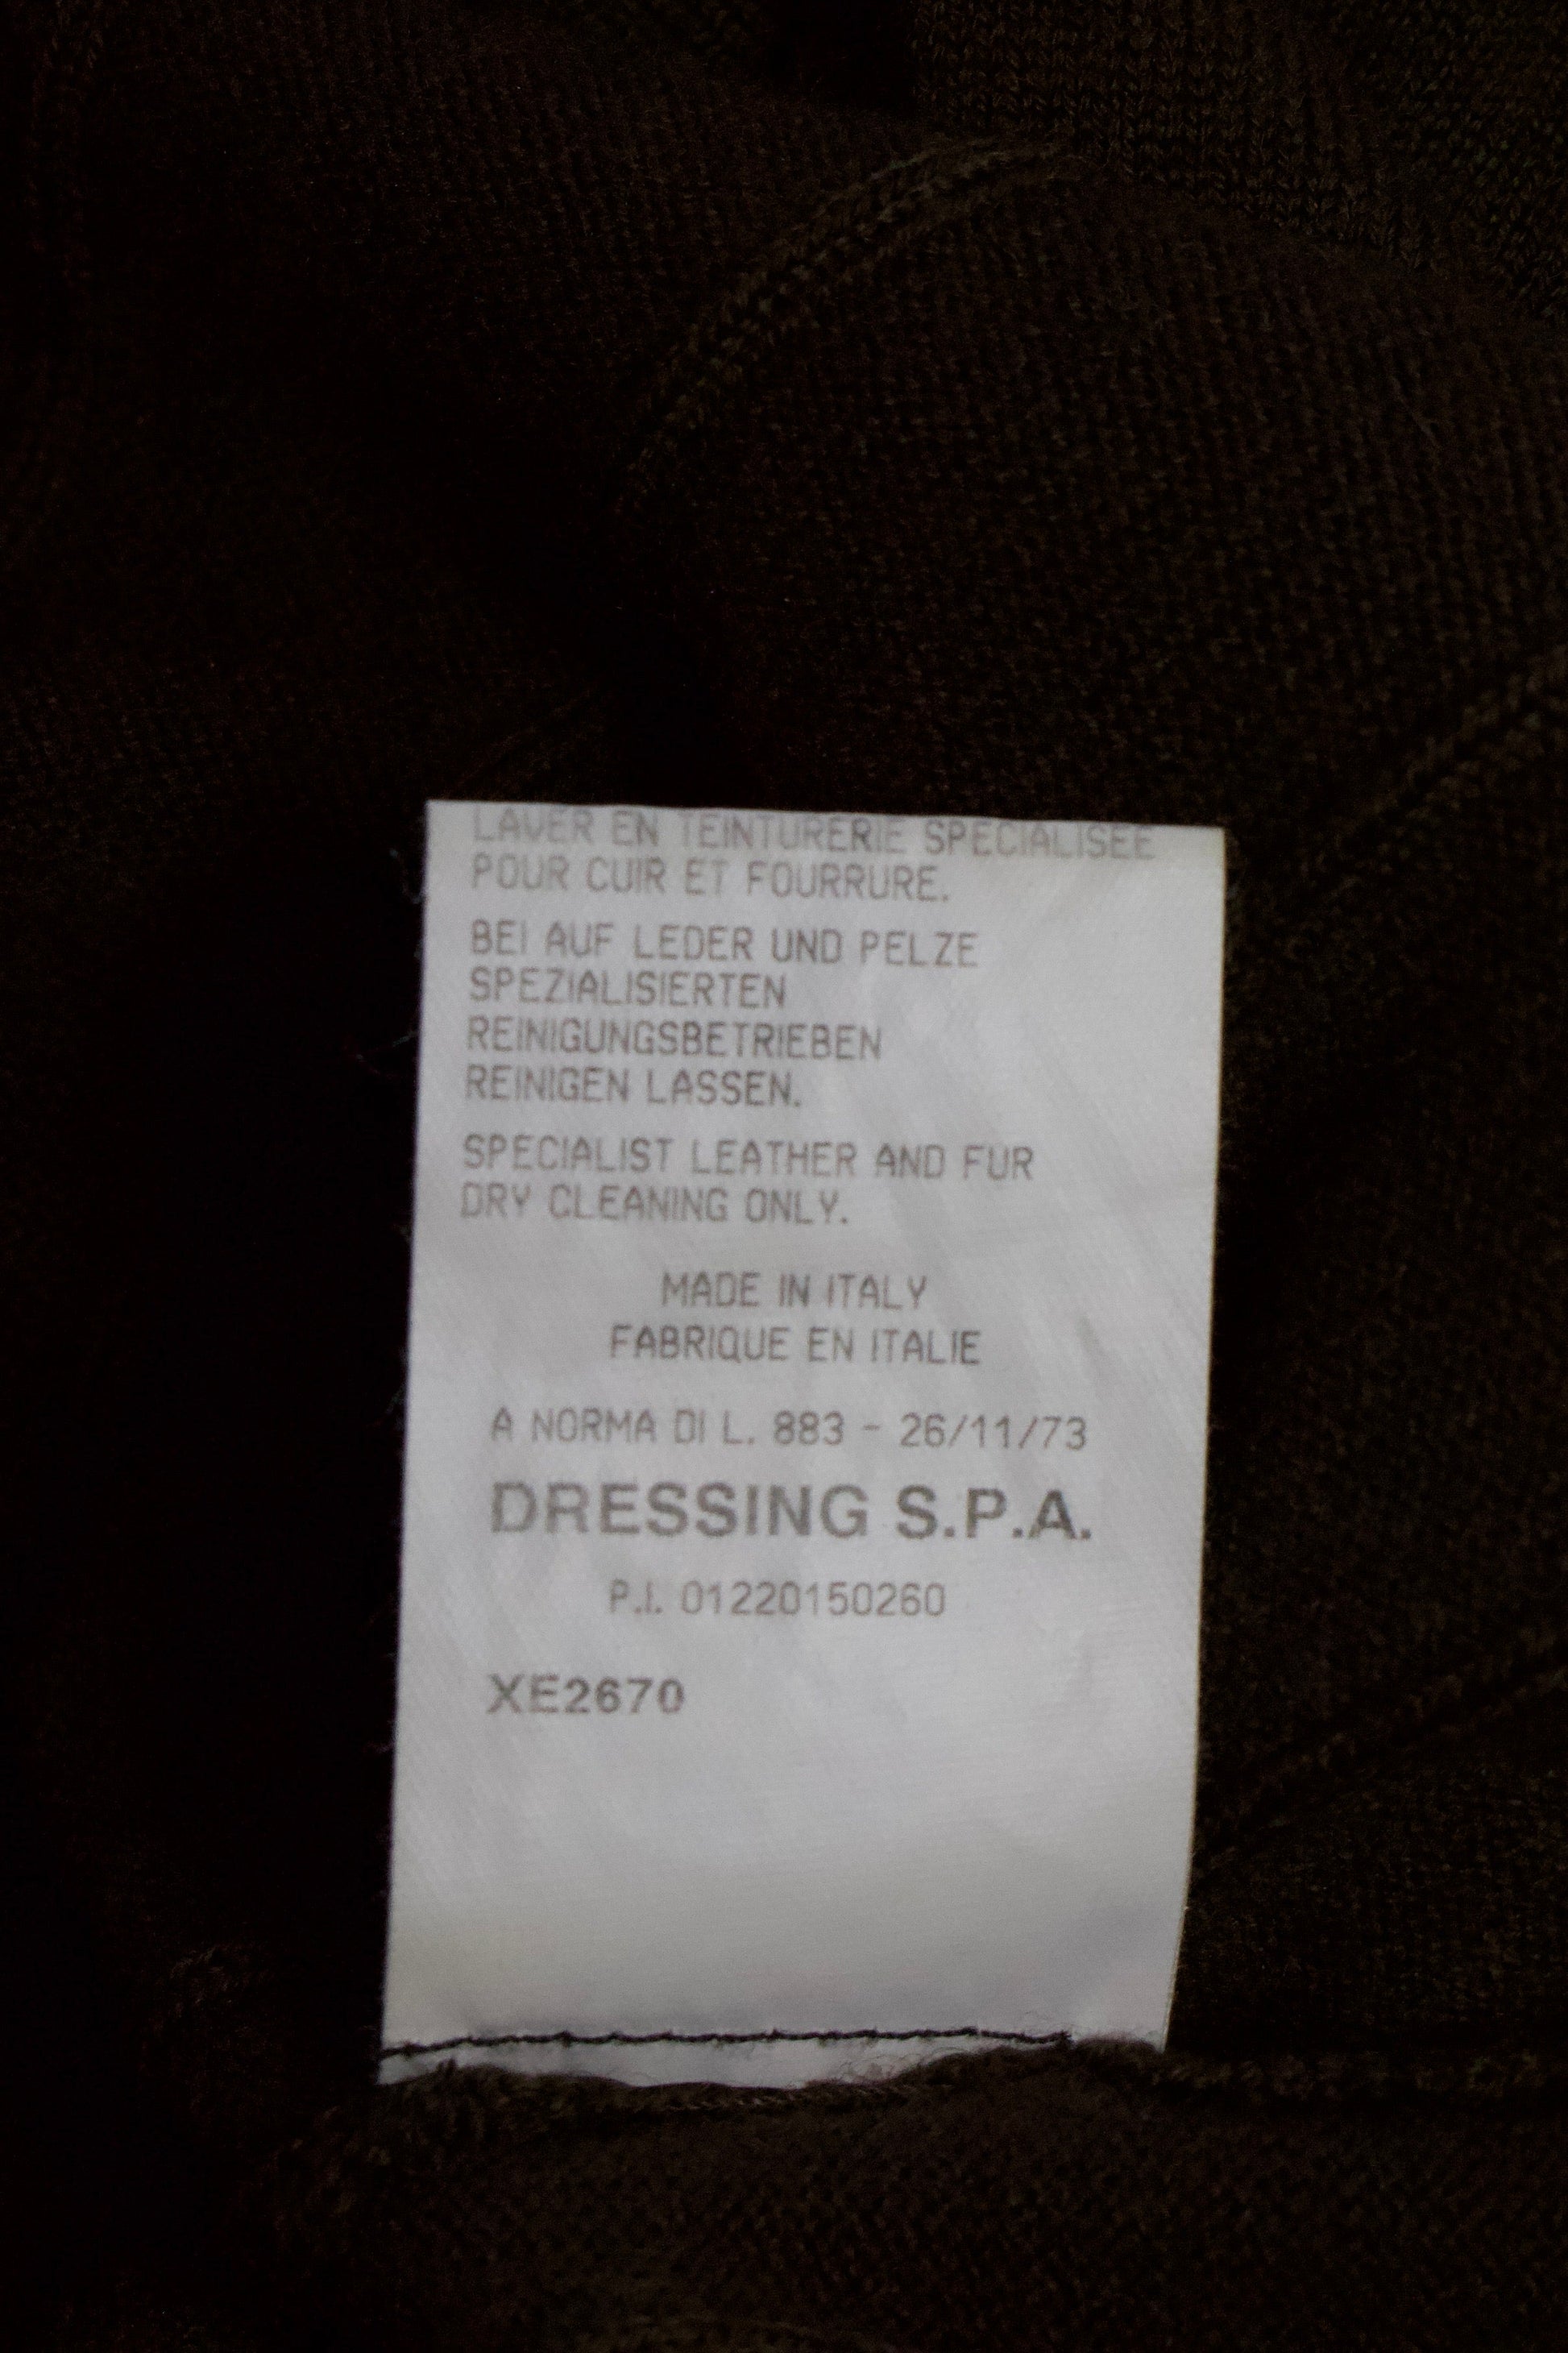 LAVER EN TEINTURERIE SPECIALISEE
POUR CUIR ET FOURRURE.
BEI AUF LEDER UND PELZE
SPEZIALISIERTEN
REINIGUNGSBETRIEBEN
REINIGEN LASSEN.
SPECIALIST LEATHER AND FUR
DRY CLEANING ONLY.
MADE IN ITALY
FABRIQUE EN ITALIE
A NORMA DI L. 883 - 26/11/73
DRESSING S.P.A.
P.I. 01220150260
XE2670